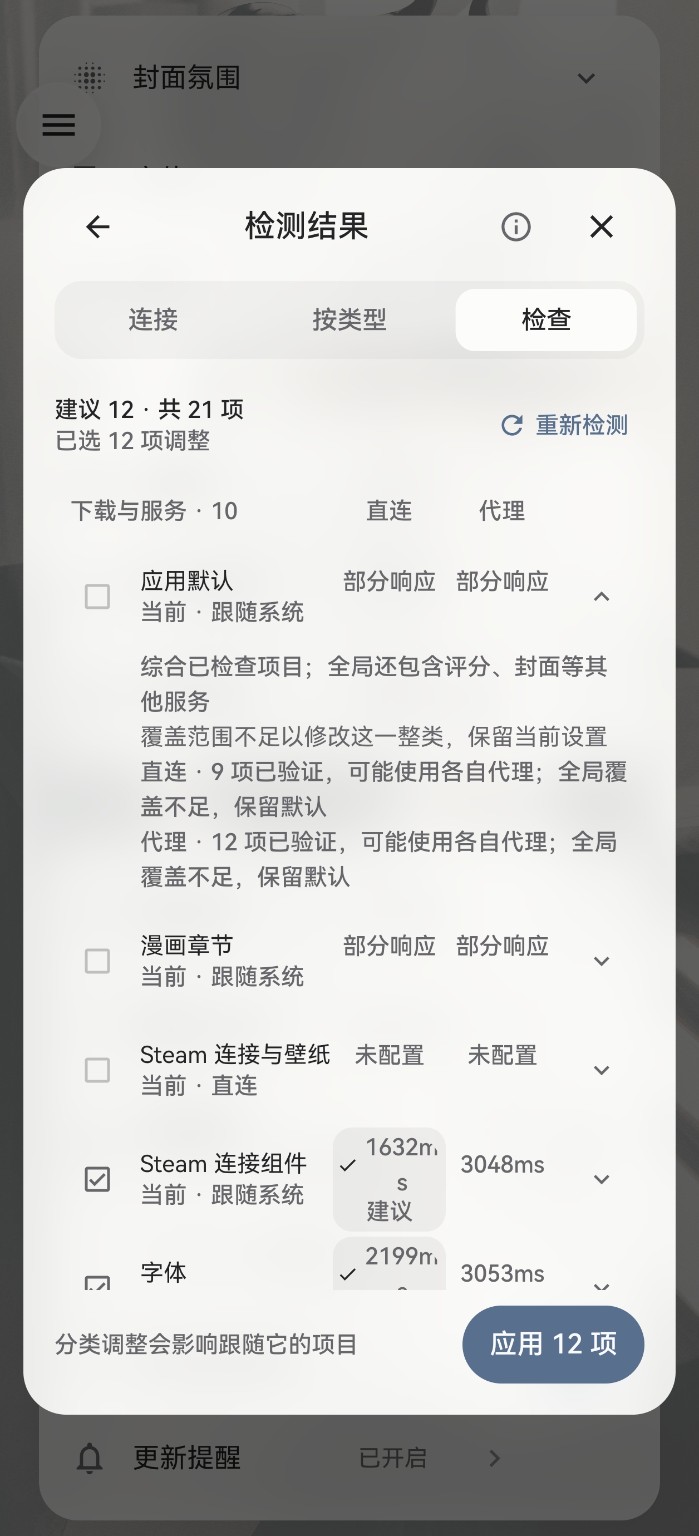 封面氛围
检测结果
连接
按类型
检查
建议 12 · 共 21 项
已选 12 项调整
重新检测
下载与服务 · 10
直连
代理
应用默认
部分响应
部分响应
当前 · 跟随系统
综合已检查项目；全局还包含评分、封面等其
他服务
覆盖范围不足以修改这一整类，保留当前设置
直连 · 9 项已验证，可能使用各自代理；全局覆
盖不足，保留默认
代理 · 12 项已验证，可能使用各自代理；全局
覆盖不足，保留默认
漫画章节
部分响应
部分响应
当前 · 跟随系统
Steam 连接与壁纸
未配置
未配置
当前 · 直连
Steam 连接组件
当前 · 跟随系统
1632m
s
建议
3048ms
字体
2199m
3053ms
分类调整会影响跟随它的项目
应用 12 项
更新提醒
已开启